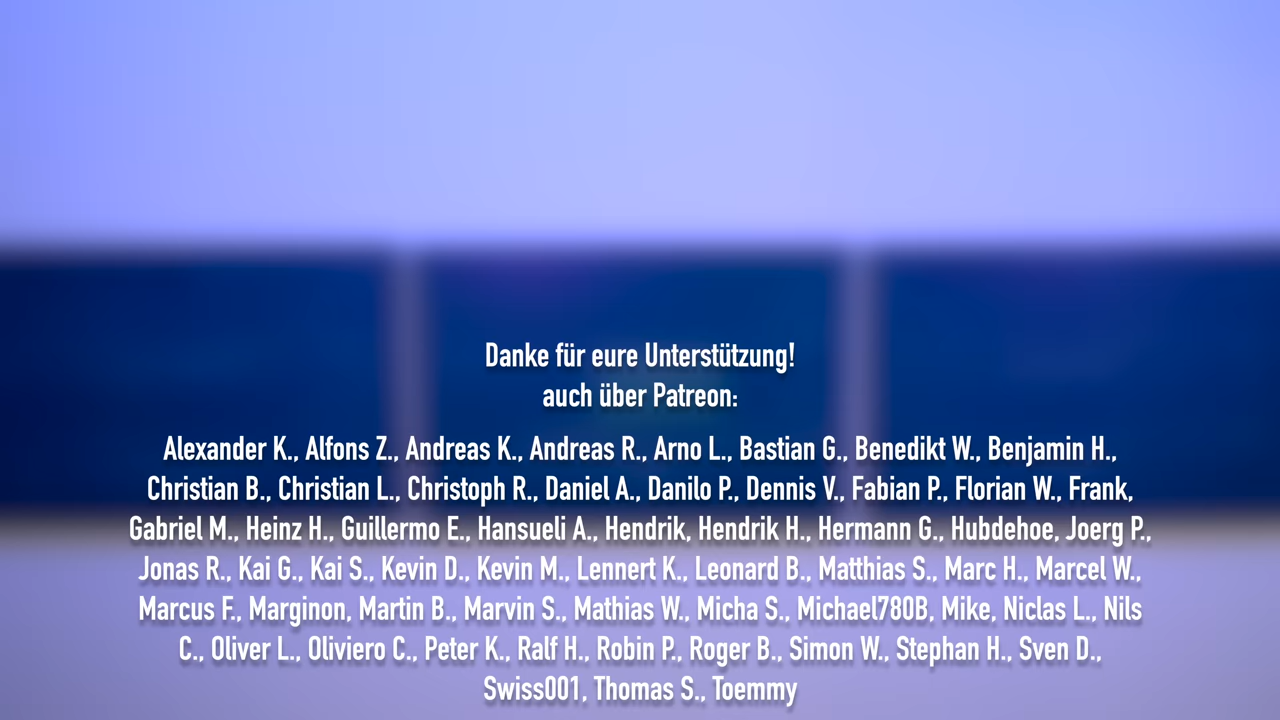 Danke für eure Unterstützung!
auch über Patreon:
Alexander K., Alfons Z., Andreas K., Andreas R., Arno L., Bastian G., Benedikt W., Benjamin H.,
Christian B., Christian L., Christoph R., Daniel A., Danilo P., Dennis V., Fabian P., Florian W., Frank,
Gabriel M., Heinz H., Guillermo E., Hansueli A., Hendrik, Hendrik H., Hermann G., Hubdehoe, Joerg P.,
Jonas R., Kai G., Kai S., Kevin D., Kevin M., Lennert K., Leonard B., Matthias S., Marc H., Marcel W.,
Marcus F., Marginon, Martin B., Marvin S., Mathias W., Micha S., Michael780B, Mike, Niclas L., Nils
C., Oliver L., Oliviero C., Peter K., Ralf H., Robin P., Roger B., Simon W., Stephan H., Sven D.,
Swiss001, Thomas S., Toemmy